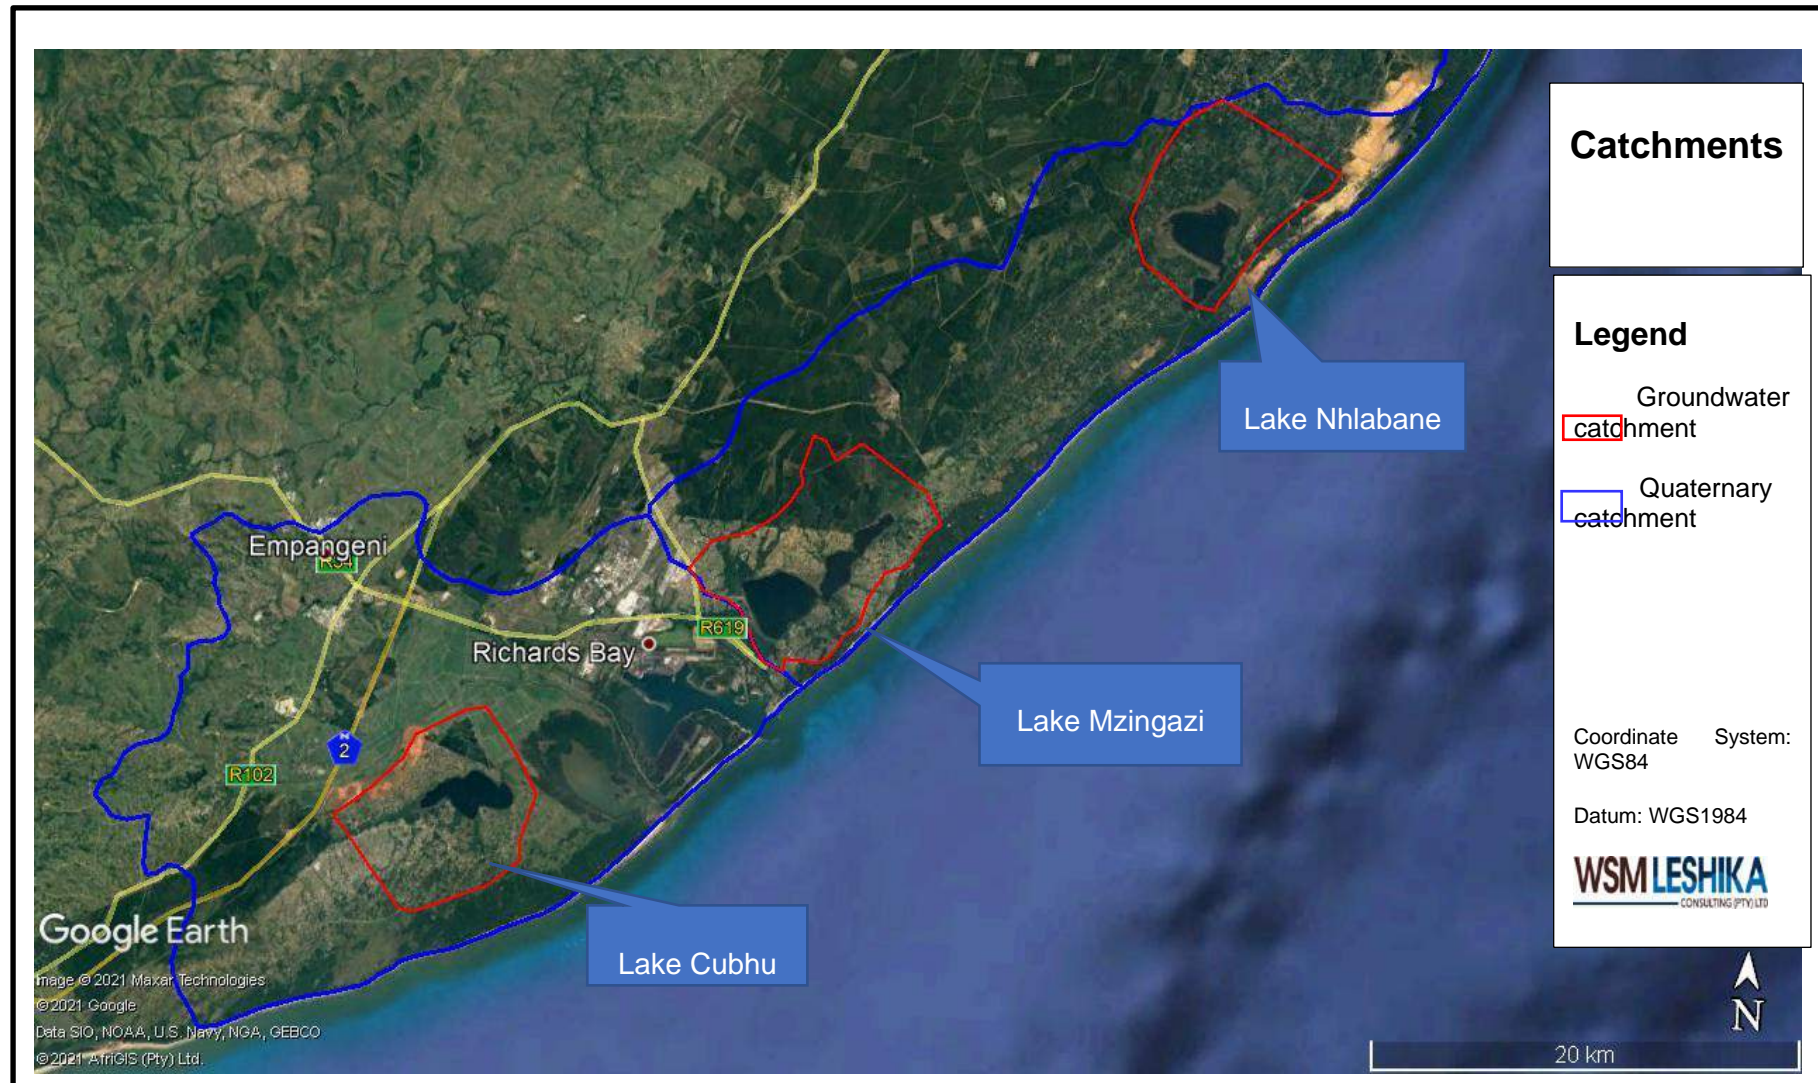 Catchments
Legend
Groundwater
catchment
Quaternary
catchment
Coordinate System:
WGS84
Datum: WGS1984
WSM LESHIKA
CONSULTING (PTY) LTD
N
20 km
Lake Nhlabane
Lake Mzingazi
Lake Cubhu
Empangeni
R34
Richards Bay
R619
N
2
R102
Google Earth
Image © 2021 Maxar Technologies
© 2021 Google
Data SIO, NOAA, U.S. Navy, NGA, GEBCO
© 2021 AfriGIS (Pty) Ltd.